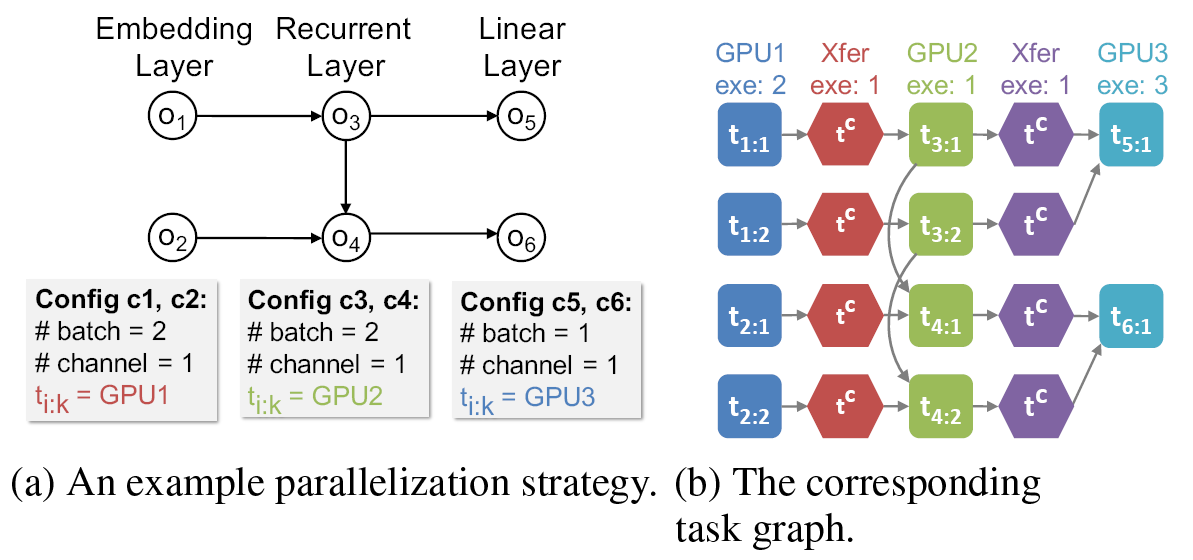 Embedding Layer
Recurrent Layer
Linear Layer
o1
o3
o5
o2
o4
o6
Config c1, c2:
# batch = 2
# channel = 1
ti:k = GPU1
Config c3, c4:
# batch = 2
# channel = 1
ti:k = GPU2
Config c5, c6:
# batch = 1
# channel = 1
ti:k = GPU3
(a) An example parallelization strategy.
GPU1
exe: 2
Xfer
exe: 1
GPU2
exe: 1
Xfer
exe: 1
GPU3
exe: 3
t1:1
tc
t3:1
tc
t5:1
t1:2
tc
t3:2
tc
t2:1
tc
t4:1
tc
t6:1
t2:2
tc
t4:2
tc
(b) The corresponding
task graph.